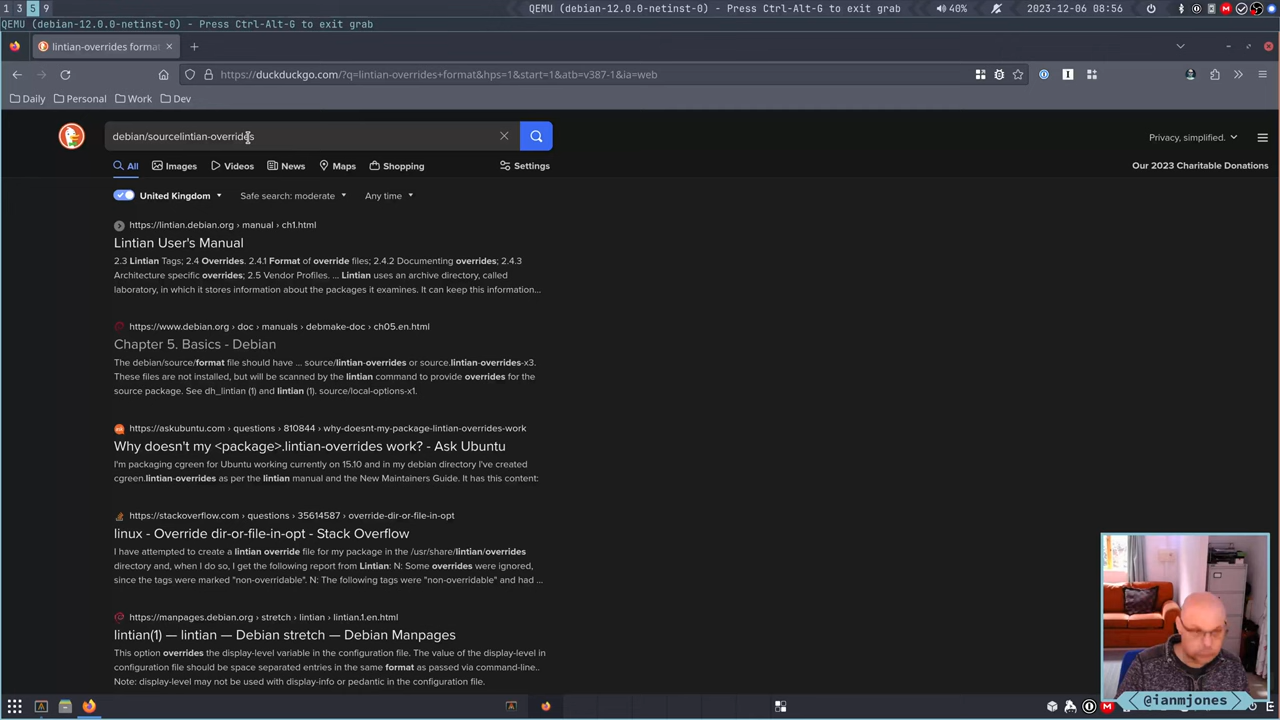 1 3 5 9
QEMU (debian-12.0.0-netinst-0) - Press Ctrl-Alt-G to exit grab
40%
2023-12-06 08:56
QEMU (debian-12.0.0-netinst-0) - Press Ctrl-Alt-G to exit grab
lintian-overrides format
https://duckduckgo.com/?q=lintian-overrides+format&hps=1&start=1&atb=v387-1&ia=web
Daily
Personal
Work
Dev
debian/sourcelintian-overrides
Privacy, simplified.
All
Images
Videos
News
Maps
Shopping
Settings
Our 2023 Charitable Donations
United Kingdom
Safe search: moderate
Any time
https://lintian.debian.org › manual › ch1.html
Lintian User's Manual
2.3 Lintian Tags; 2.4 Overrides. 2.4.1 Format of override files; 2.4.2 Documenting overrides; 2.4.3
Architecture specific overrides; 2.5 Vendor Profiles. ... Lintian uses an archive directory, called
laboratory, in which it stores information about the packages it examines. It can keep this information...
https://www.debian.org › doc › manuals › debmake-doc › ch05.en.html
Chapter 5. Basics - Debian
The debian/source/format file should have ... source/lintian-overrides or source.lintian-overrides-x3.
These files are not installed, but will be scanned by the lintian command to provide overrides for the
source package. See dh_lintian (1) and lintian (1). source/local-options-x1.
https://askubuntu.com › questions › 810844 › why-doesnt-my-package-lintian-overrides-work
Why doesn't my <package>.lintian-overrides work? - Ask Ubuntu
I'm packaging cgreen for Ubuntu working currently on 15.10 and in my debian directory I've created
cgreen.lintian-overrides as per the lintian manual and the New Maintainers Guide. It has this content:
https://stackoverflow.com › questions › 35614587 › override-dir-or-file-in-opt
linux - Override dir-or-file-in-opt - Stack Overflow
I have attempted to create a lintian override file for my package in the /usr/share/lintian/overrides
directory and, when I do so, I get the following report from Lintian: N: Some overrides were ignored,
since the tags were marked "non-overridable". N: The following tags were "non-overridable" and had ...
https://manpages.debian.org › stretch › lintian › lintian.1.en.html
lintian(1) — lintian — Debian stretch — Debian Manpages
This option overrides the display-level variable in the configuration file. The value of the display-level
in configuration file should be space separated entries in the same format as passed via command-line..
Note: display-level may not be used with display-info or pedantic in the configuration file.
@ianmjones